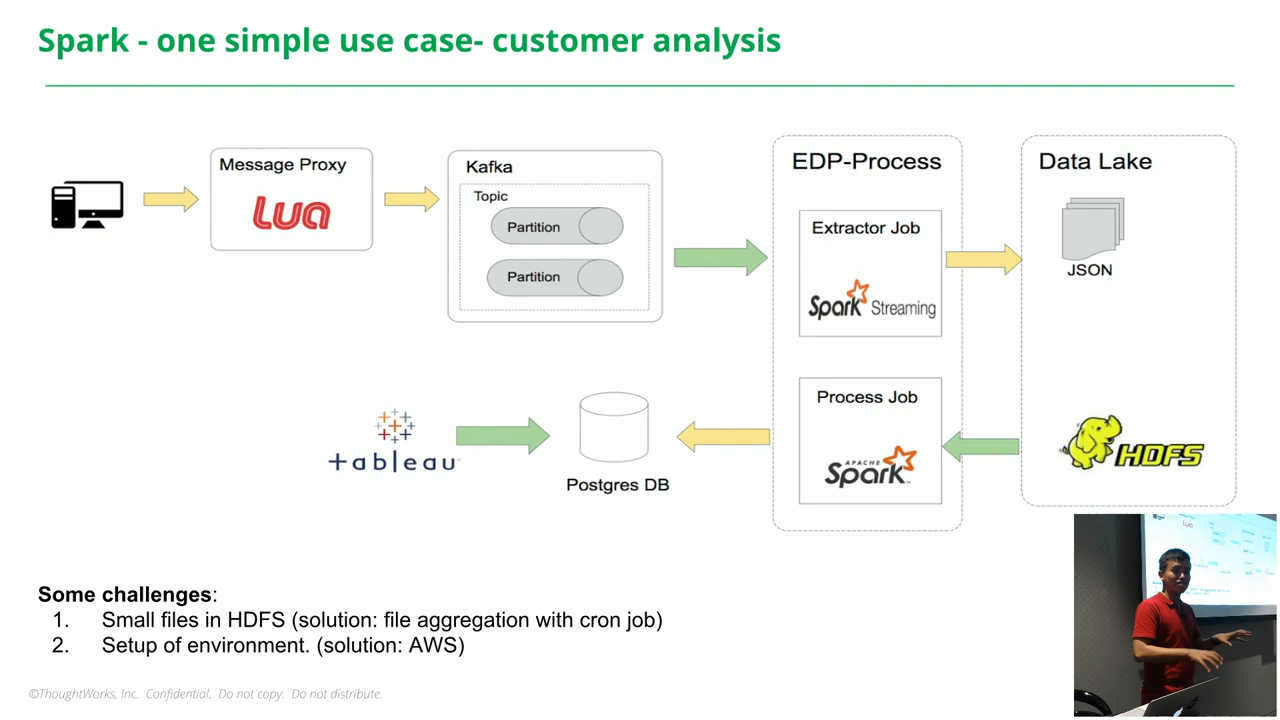 Spark - one simple use case- customer analysis
Message Proxy
Lua
Kafka
Topic
Partition
Partition
EDP-Process
Extractor Job
Spark Streaming
Data Lake
JSON
+ableau
Postgres DB
Process Job
APACHE
Spark
HDFS
Some challenges:
1. Small files in HDFS (solution: file aggregation with cron job)
2. Setup of environment. (solution: AWS)
©ThoughtWorks, Inc. Confidential. Do not copy. Do not distribute.